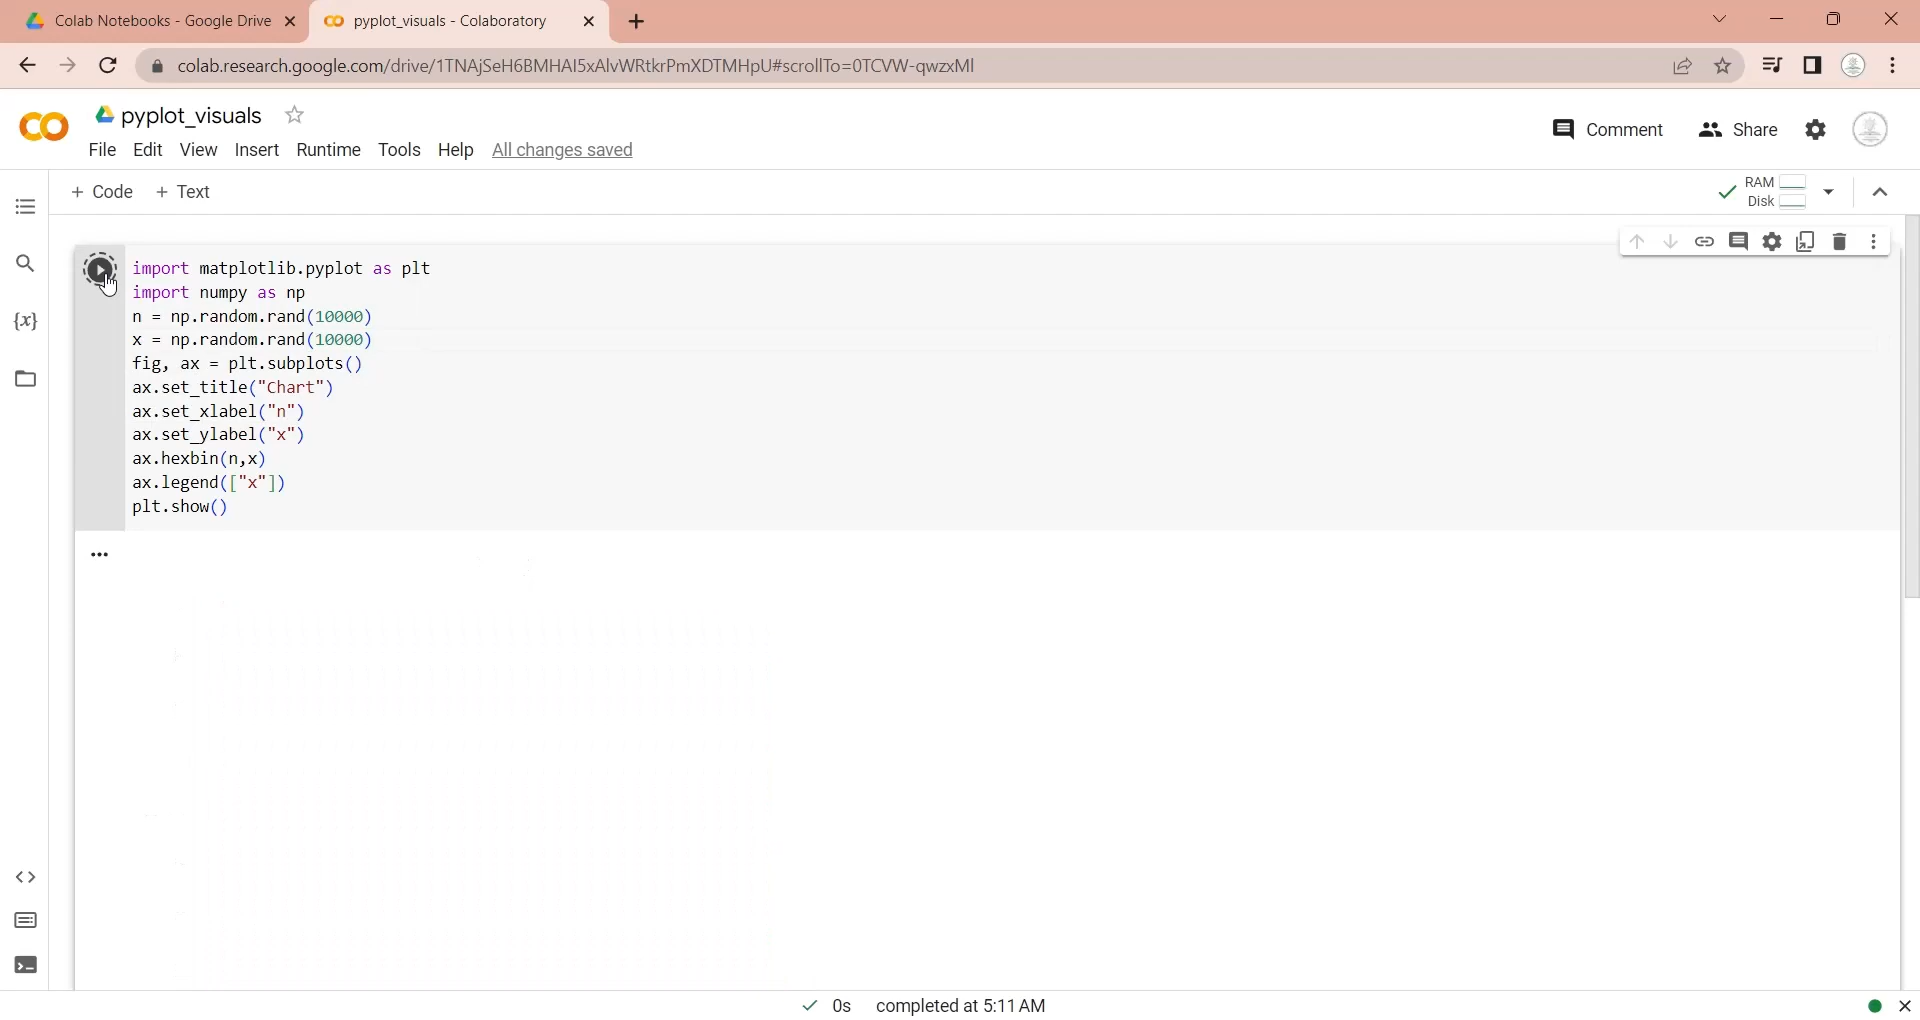 Colab Notebooks - Google Drive
pyplot_visuals - Colaboratory
colab.research.google.com/drive/1TNAjSeH6BMHAI5xAlvWRtkrPmXDTMHpU#scrollTo=0TCVW-qwzxMl
pyplot_visuals
Comment
Share
File Edit View Insert Runtime Tools Help All changes saved
+ Code + Text
RAM
Disk
import matplotlib.pyplot as plt
import numpy as np
n = np.random.rand(10000)
x = np.random.rand(10000)
fig, ax = plt.subplots()
ax.set_title("Chart")
ax.set_xlabel("n")
ax.set_ylabel("x")
ax.hexbin(n,x)
ax.legend(["x"])
plt.show()
0s completed at 5:11 AM